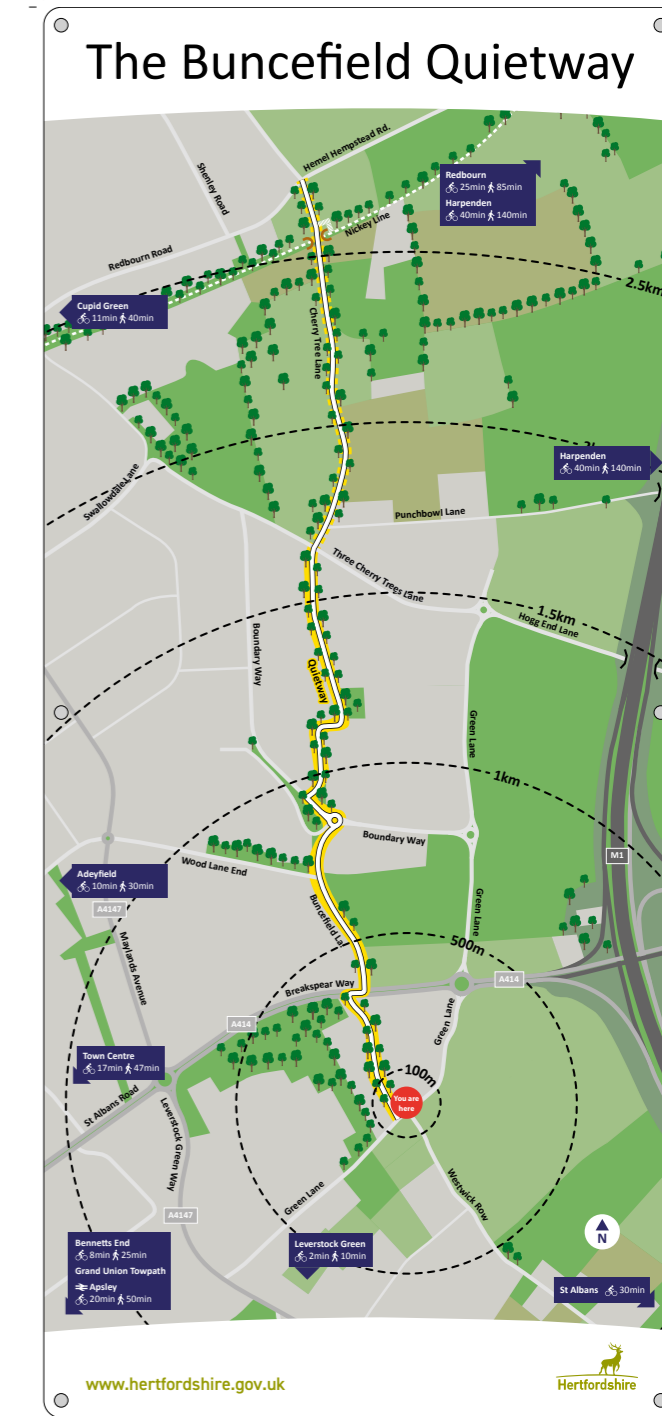 The Buncefield Quietway
Hemel Hempstead Rd.
Shenley Road
Redbourn
25min 85min
Harpenden
40min 140min
Nickey Line
Redbourn Road
2.5km
Cupid Green
11min 40min
Cherry Tree Lane
Harpenden
40min 140min
Swallowdale Lane
Punchbowl Lane
Three Cherry Trees Lane
1.5km
Hogg End Lane
Boundary Way
Quietway
Green Lane
1km
Boundary Way
Wood Lane End
M1
Adeyfield
10min 30min
A4147
Green Lane
Maylands Avenue
500m
A414
Breakspear Way
Green Lane
A414
Town Centre
17min 47min
100m
You are
here
St Albans Road
Leverstock Green Way
Westwick Row
Green Lane
A4147
N
Bennetts End
8min 25min
Grand Union Towpath
Apsley
20min 50min
Leverstock Green
2min 10min
St Albans 30min
www.hertfordshire.gov.uk
Hertfordshire